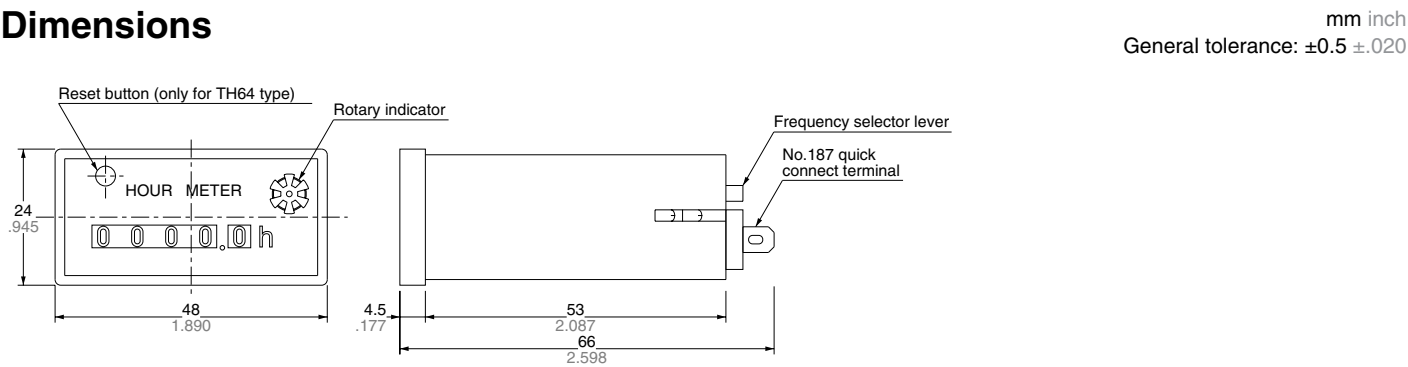 Dimensions
mm inch
General tolerance: ±0.5 ±.020
Reset button (only for TH64 type)
Rotary indicator
Frequency selector lever
No.187 quick
connect terminal
HOUR METER
24
.945
0 0 0 0.0 h
48
1.890
4.5
.177
53
2.087
66
2.598